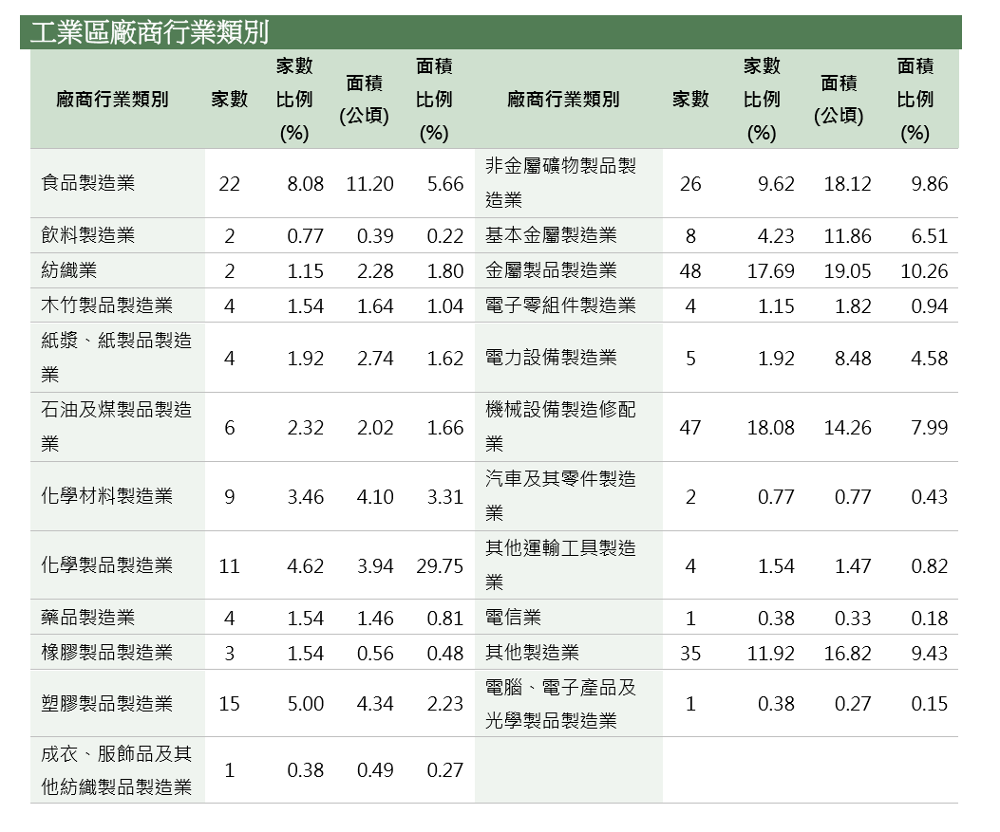 工業區廠商行業類別
廠商行業類別 家數 家數比例(%) 面積(公頃) 面積比例(%) 廠商行業類別 家數 家數比例(%) 面積(公頃) 面積比例(%)
食品製造業 22 8.08 11.20 5.66 非金屬礦物製品製造業 26 9.62 18.12 9.86
飲料製造業 2 0.77 0.39 0.22 基本金屬製造業 8 4.23 11.86 6.51
紡織業 2 1.15 2.28 1.80 金屬製品製造業 48 17.69 19.05 10.26
木竹製品製造業 4 1.54 1.64 1.04 電子零組件製造業 4 1.15 1.82 0.94
紙漿、紙製品製造業 4 1.92 2.74 1.62 電力設備製造業 5 1.92 8.48 4.58
石油及煤製品製造業 6 2.32 2.02 1.66 機械設備製造修配業 47 18.08 14.26 7.99
化學材料製造業 9 3.46 4.10 3.31 汽車及其零件製造業 2 0.77 0.77 0.43
化學製品製造業 11 4.62 3.94 29.75 其他運輸工具製造業 4 1.54 1.47 0.82
藥品製造業 4 1.54 1.46 0.81 電信業 1 0.38 0.33 0.18
橡膠製品製造業 3 1.54 0.56 0.48 其他製造業 35 11.92 16.82 9.43
塑膠製品製造業 15 5.00 4.34 2.23 電腦、電子產品及光學製品製造業 1 0.38 0.27 0.15
成衣、服飾品及其他紡織製品製造業 1 0.38 0.49 0.27